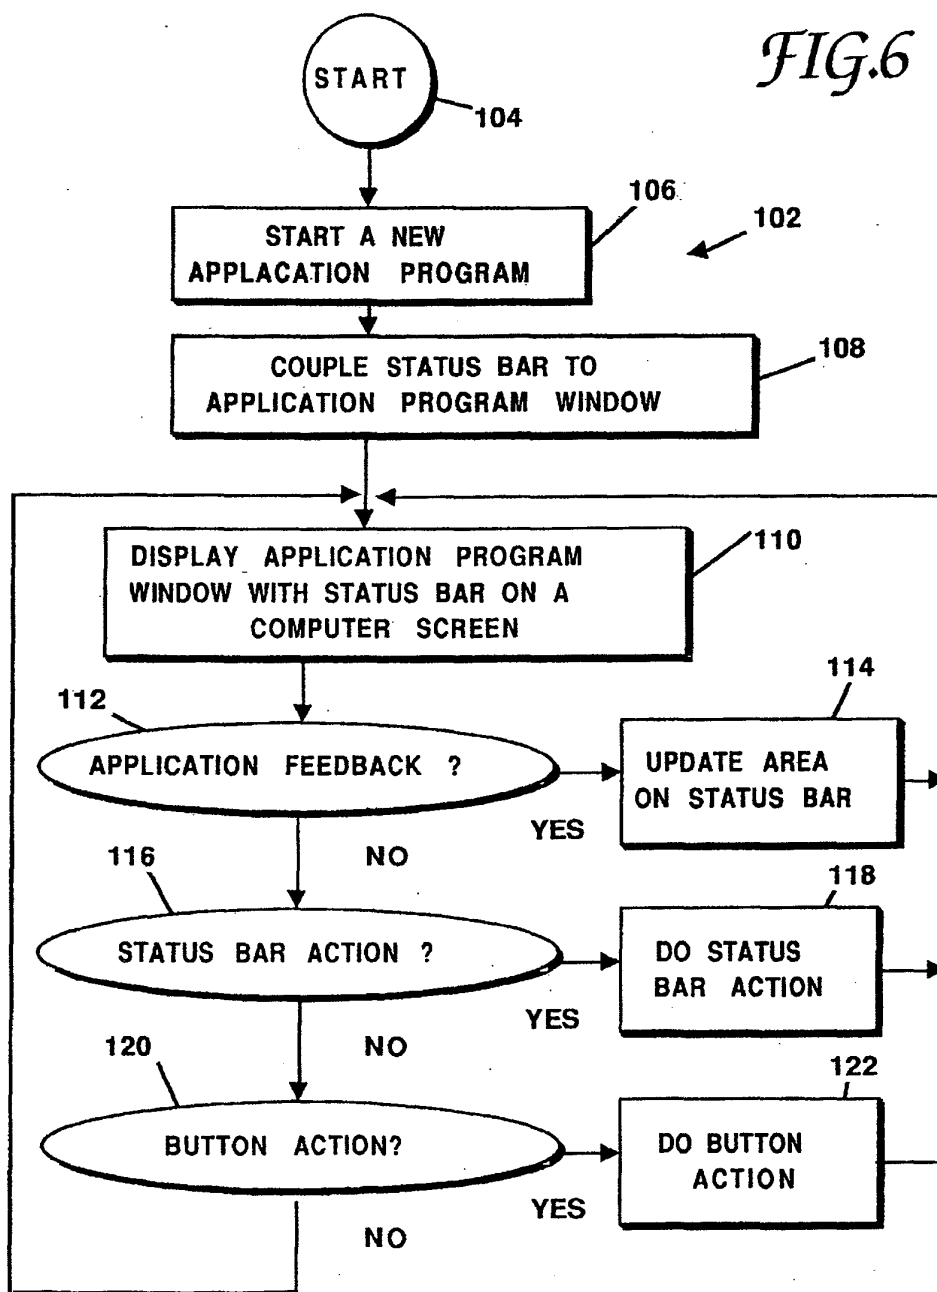 FIG.6
START
104
106
START A NEW
APPLACATION PROGRAM
102
108
COUPLE STATUS BAR TO
APPLICATION PROGRAM WINDOW
110
DISPLAY APPLICATION PROGRAM
WINDOW WITH STATUS BAR ON A
COMPUTER SCREEN
112
APPLICATION FEEDBACK ?
YES
NO
114
UPDATE AREA
ON STATUS BAR
116
STATUS BAR ACTION ?
YES
NO
118
DO STATUS
BAR ACTION
120
BUTTON ACTION?
YES
NO
122
DO BUTTON
ACTION